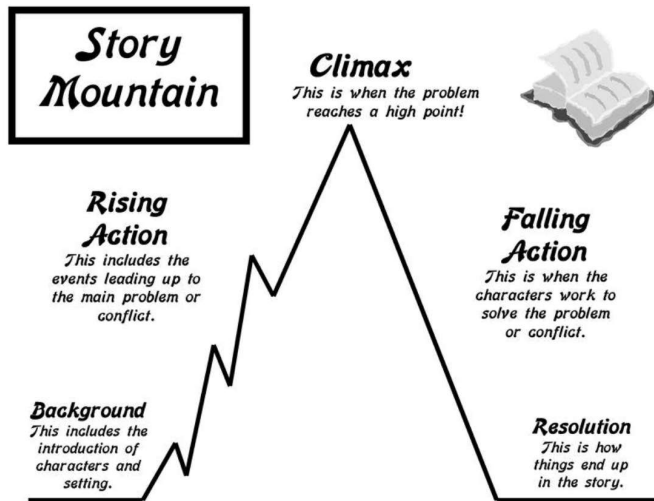 Story
Mountain
Climax
This is when the problem
reaches a high point!
Rising
Action
This includes the
events leading up to
the main problem or
conflict.
Falling
Action
This is when the
characters work to
solve the problem
or conflict.
Background
This includes the
introduction of
characters and
setting.
Resolution
This is how
things end up
in the story.